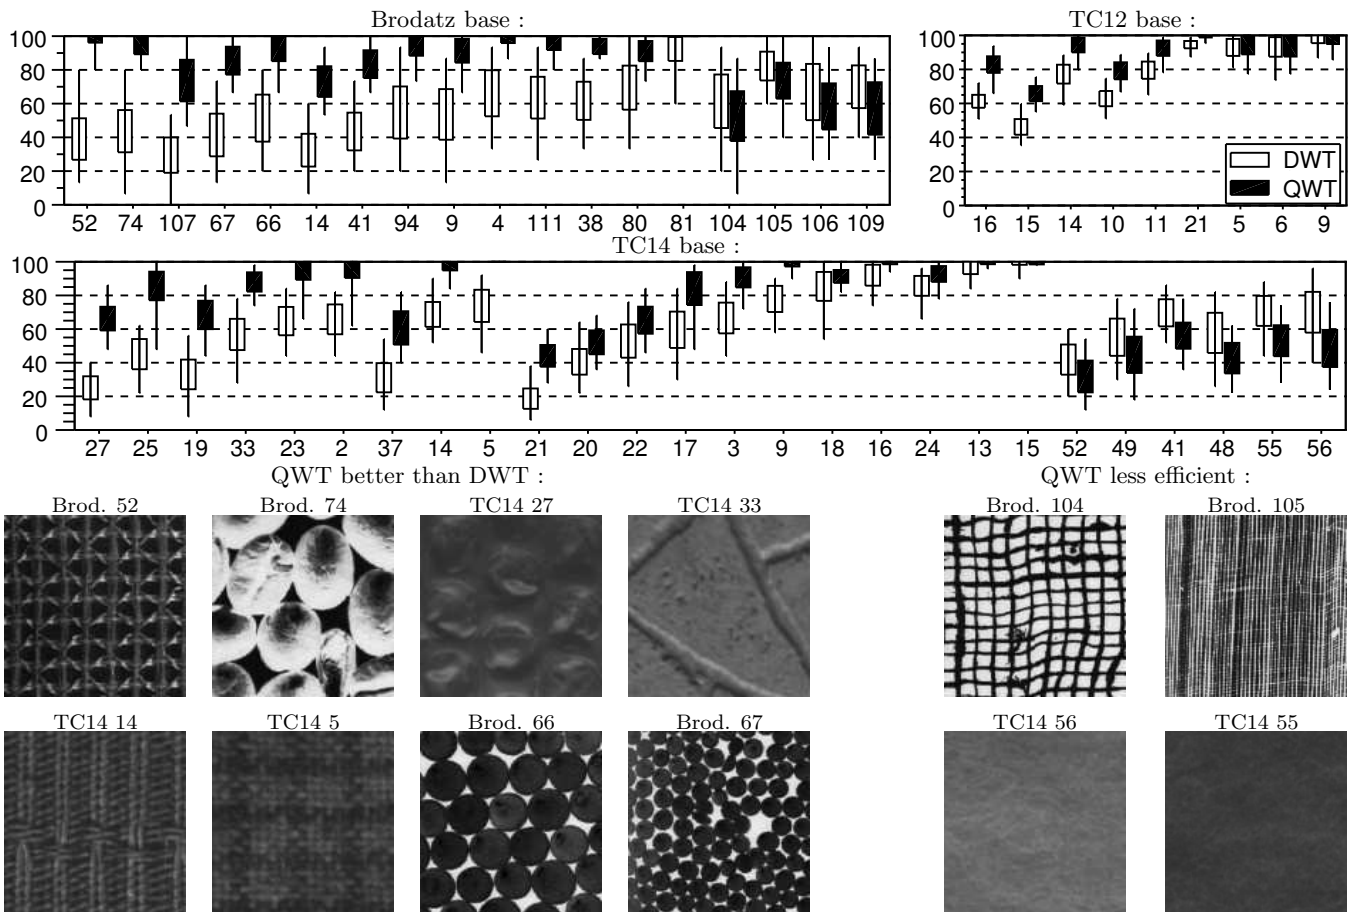 Brodatz base :
TC12 base :
100
80
60
40
20
0
52 74 107 67 66 14 41 94 9 4 111 38 80 81 104 105 106 109
100
80
60
40
20
0
16 15 14 10 11 21 5 6 9
DWT
QWT
TC14 base :
100
80
60
40
20
0
27 25 19 33 23 2 37 14 5 21 20 22 17 3 9 18 16 24 13 15 52 49 41 48 55 56
QWT better than DWT :
QWT less efficient :
Brod. 52
Brod. 74
TC14 27
TC14 33
Brod. 104
Brod. 105
TC14 14
TC14 5
Brod. 66
Brod. 67
TC14 56
TC14 55